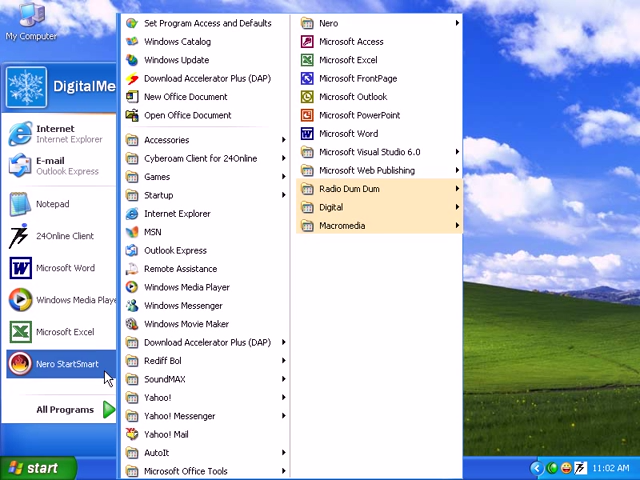 My Computer
DigitalMe
Internet
Internet Explorer
E-mail
Outlook Express
Notepad
24Online Client
Microsoft Word
Windows Media Playe
Microsoft Excel
Nero StartSmart
All Programs
start
Set Program Access and Defaults
Windows Catalog
Windows Update
Download Accelerator Plus (DAP)
New Office Document
Open Office Document
Accessories
Cyberoam Client for 24Online
Games
Startup
Internet Explorer
MSN
Outlook Express
Remote Assistance
Windows Media Player
Windows Messenger
Windows Movie Maker
Download Accelerator Plus (DAP)
Rediff Bol
SoundMAX
Yahoo!
Yahoo! Messenger
Yahoo! Mail
AutoIt
Microsoft Office Tools
Nero
Microsoft Access
Microsoft Excel
Microsoft FrontPage
Microsoft Outlook
Microsoft PowerPoint
Microsoft Word
Microsoft Visual Studio 6.0
Microsoft Web Publishing
Radio Dum Dum
Digital
Macromedia
11:02 AM